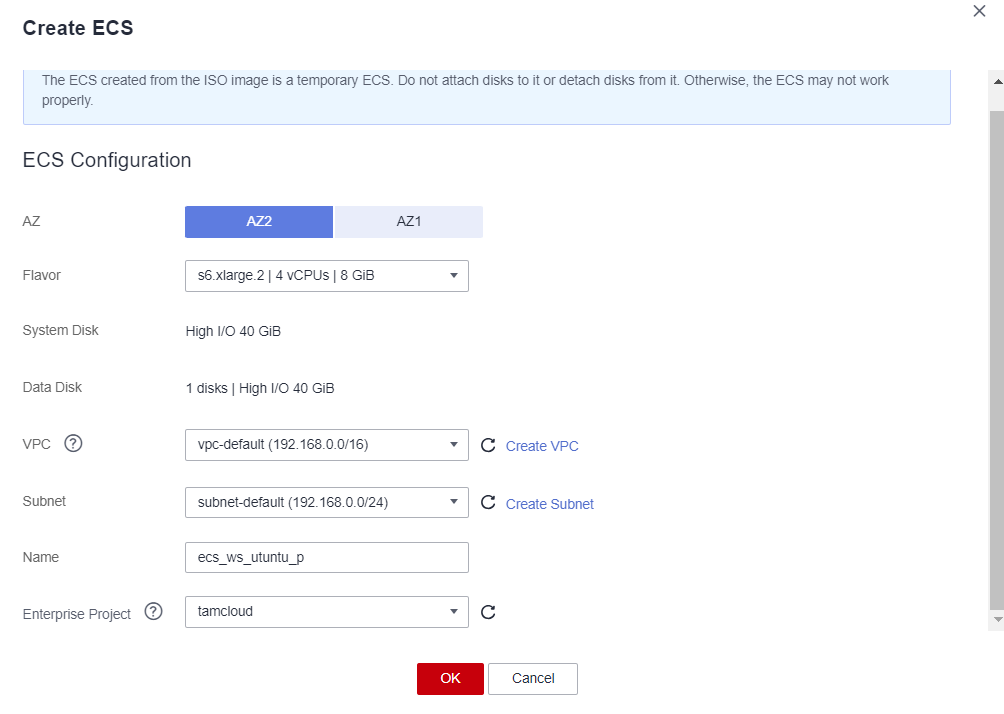 Create ECS
The ECS created from the ISO image is a temporary ECS. Do not attach disks to it or detach disks from it. Otherwise, the ECS may not work
properly.
ECS Configuration
AZ
AZ2
AZ1
Flavor
s6.xlarge.2 | 4 vCPUs | 8 GiB
System Disk
High I/O 40 GiB
Data Disk
1 disks | High I/O 40 GiB
VPC ?
vpc-default (192.168.0.0/16)
Create VPC
Subnet
subnet-default (192.168.0.0/24)
Create Subnet
Name
ecs_ws_utuntu_p
Enterprise Project ?
tamcloud
OK
Cancel